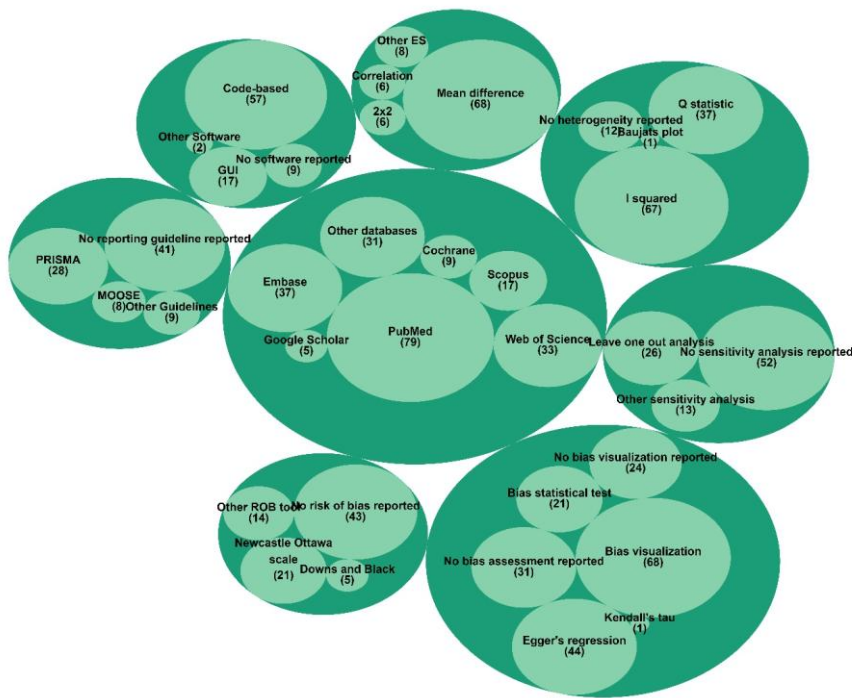 Other ES
(8)
Correlation
(6)
2x2
(6)
Mean difference
(68)
Code-based
(57)
Other Software
(2)
GUI
(17)
No software reported
(9)
No heterogeneity reported
(12)
Baujats plot
(1)
Q statistic
(37)
I squared
(67)
No reporting guideline reported
(41)
PRISMA
(28)
MOOSE
(8)
Other Guidelines
(9)
Other databases
(31)
Cochrane
(9)
Scopus
(17)
Embase
(37)
PubMed
(79)
Google Scholar
(5)
Web of Science
(33)
Leave one out analysis
(26)
No sensitivity analysis reported
(52)
Other sensitivity analysis
(13)
Other ROB tool
(14)
No risk of bias reported
(43)
Newcastle Ottawa
scale
(21)
Downs and Black
(5)
No bias visualization reported
(24)
Bias statistical test
(21)
No bias assessment reported
(31)
Bias visualization
(68)
Kendall's tau
(1)
Egger's regression
(44)